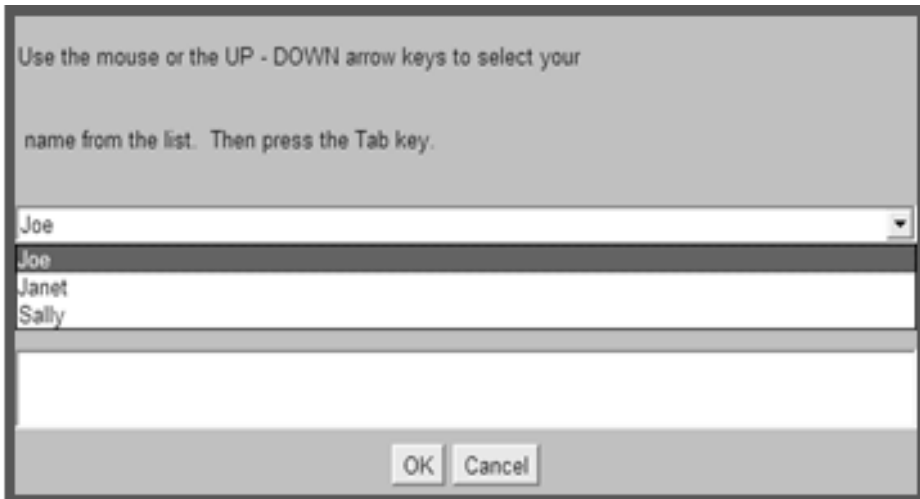 Use the mouse or the UP - DOWN arrow keys to select your
name from the list. Then press the Tab key.
Joe
Joe
Janet
Sally
OK Cancel